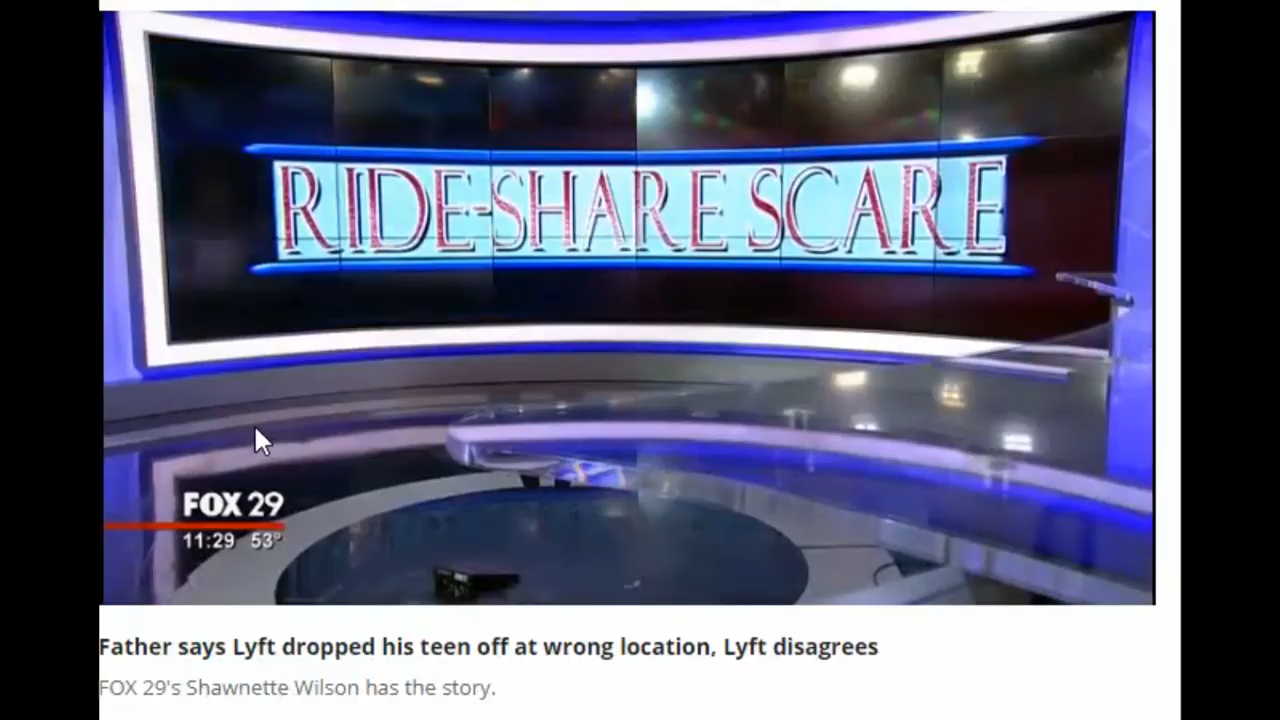 RIDE-SHARE SCARE
FOX 29
11:29 53°
Father says Lyft dropped his teen off at wrong location, Lyft disagrees
FOX 29's Shawnette Wilson has the story.